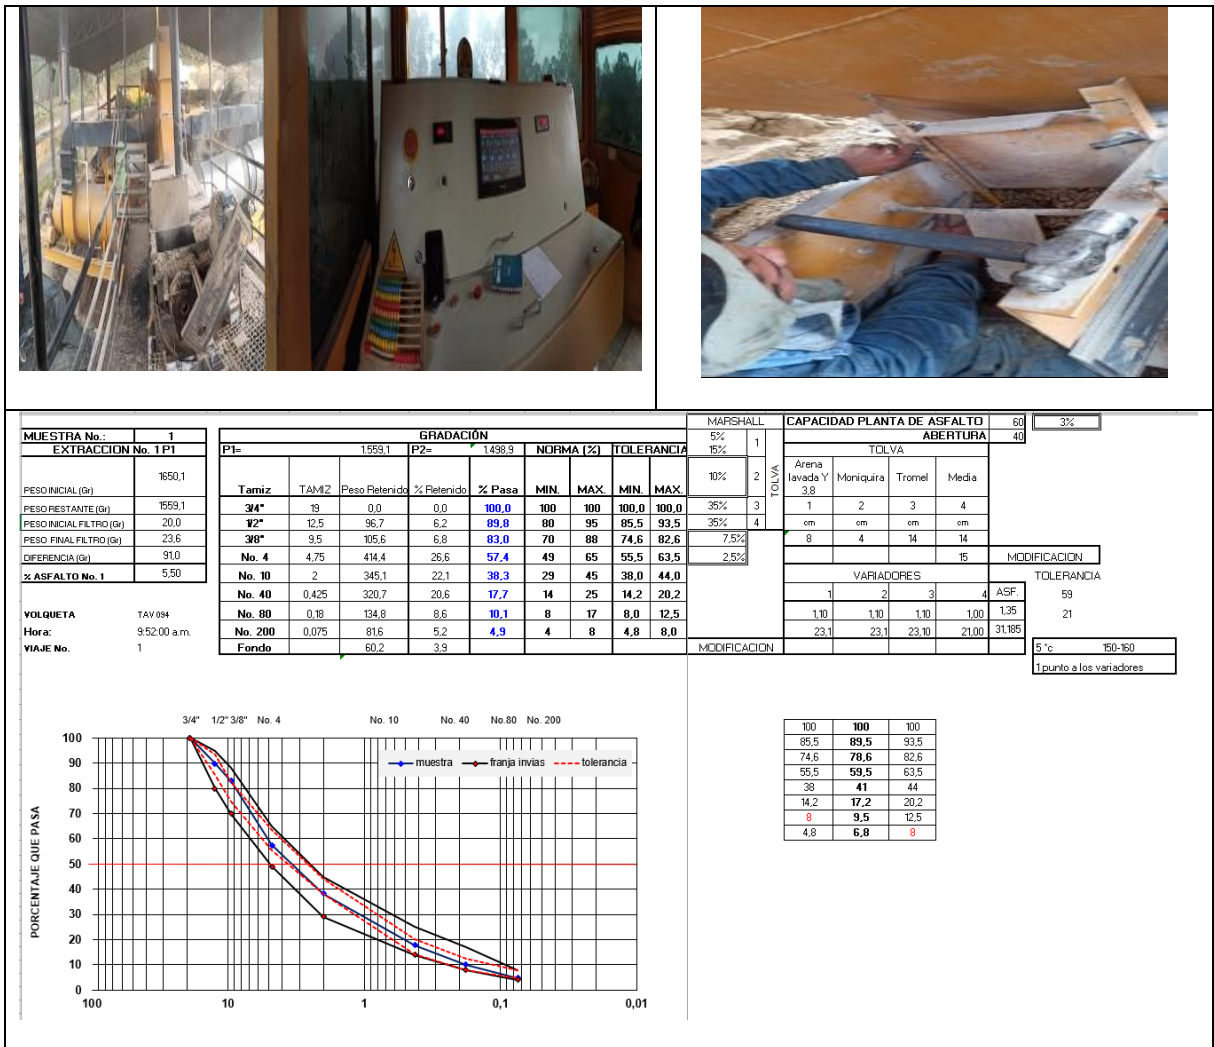 MUESTRA No.: 1
EXTRACCION No. 1 P1
PESO INICIAL (Gr) 1650,1
PESO RESTANTE (Gr) 1559,1
PESO INICIAL FILTRO (Gr) 20,0
PESO FINAL FILTRO (Gr) 23,6
DIFERENCIA (Gr) 91,0
% ASFALTO No. 1 5,50
VOLQUETA TAV 094
Hora: 9:52:00 a.m.
VIAJE No. 1
GRADACIÓN
P1= 1.559,1 P2= 1.498,9 NORMA (%) TOLERANCIA
Tamiz TAMIZ Peso Retenido % Retenido % Pasa MIN. MAX. MIN. MAX.
3/4" 19 0,0 0,0 100,0 100 100 100,0 100,0
1/2" 12,5 96,7 6,2 89,8 80 95 85,5 93,5
3/8" 9,5 105,6 6,8 83,0 70 88 74,6 82,6
No. 4 4,75 414,4 26,6 57,4 49 65 55,5 63,5
No. 10 2 345,1 22,1 38,3 29 45 38,0 44,0
No. 40 0,425 320,7 20,6 17,7 14 25 14,2 20,2
No. 80 0,18 134,8 8,6 10,1 8 17 8,0 12,5
No. 200 0,075 81,6 5,2 4,9 4 8 4,8 8,0
Fondo 60,2 3,9
MARSHALL
5% 1
15%
10% 2
35% 3
35% 4
7,5%
2,5%
TOLVA
MODIFICACION
CAPACIDAD PLANTA DE ASFALTO 60 3%
ABERTURA 40
TOLVA
Arena lavada Y 3,8 Moniquira Tromel Media
1 2 3 4
cm cm cm cm
8 4 14 14
15 MODIFICACION
VARIADORES TOLERANCIA
1 2 3 4 ASF. 59
1,10 1,10 1,10 1,00 1,35 21
23,1 23,1 23,10 21,00 31,185
5 °c 150-160
1 punto a los variadores
3/4" 1/2" 3/8" No. 4 No. 10 No. 40 No.80 No. 200
muestra franja invias tolerancia
PORCENTAJE QUE PASA
100
90
80
70
60
50
40
30
20
10
0
100 10 1 0,1 0,01
100 100 100
85,5 89,5 93,5
74,6 78,6 82,6
55,5 59,5 63,5
38 41 44
14,2 17,2 20,2
8 9,5 12,5
4,8 6,8 8